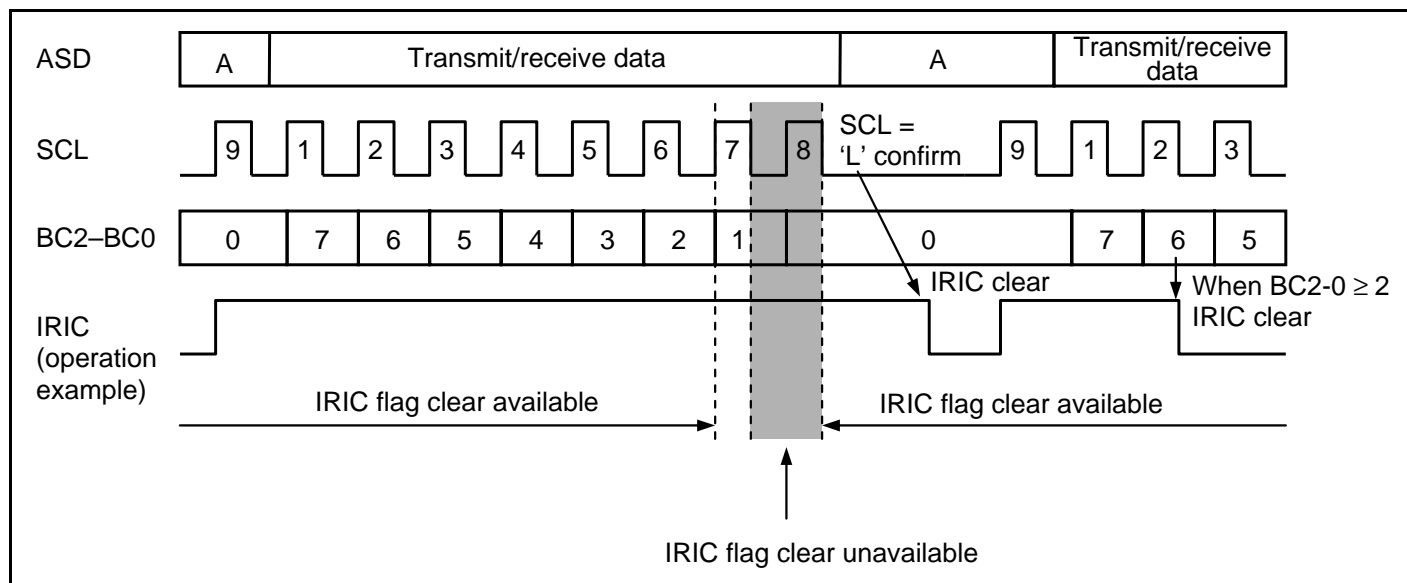 ASD
A
Transmit/receive data
A
Transmit/receive
data
SCL
9
1
2
3
4
5
6
7
8
SCL =
‘L’ confirm
9
1
2
3
BC2–BC0
0
7
6
5
4
3
2
1
0
7
6
5
IRIC
(operation
example)
IRIC clear
When BC2-0 ≥ 2
IRIC clear
IRIC flag clear available
IRIC flag clear available
IRIC flag clear unavailable